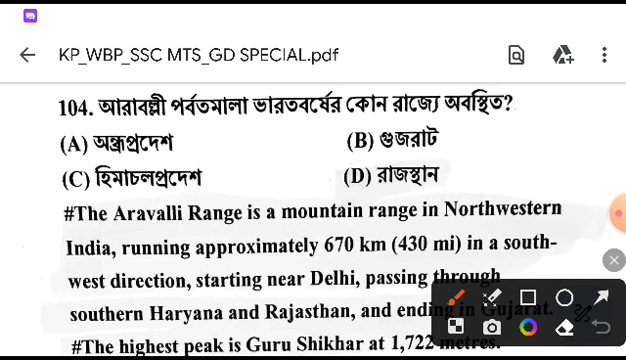 KP_WBP_SSC MTS_GD SPECIAL.pdf
104. আরাবল্লী পর্বতমালা ভারতবর্ষের কোন রাজ্যে অবস্থিত?
(A) অন্ধ্রপ্রদেশ (B) গুজরাট
(C) হিমাচলপ্রদেশ (D) রাজস্থান
#The Aravalli Range is a mountain range in Northwestern
India, running approximately 670 km (430 mi) in a south-
west direction, starting near Delhi, passing through
southern Haryana and Rajasthan, and ending in Gujarat.
#The highest peak is Guru Shikhar at 1,722 metres.